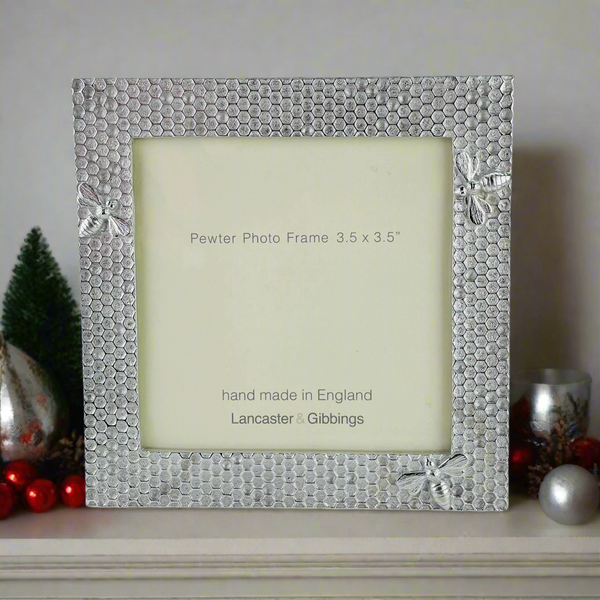 Pewter Photo Frame 3.5 x 3.5"
hand made in England
Lancaster & Gibbings